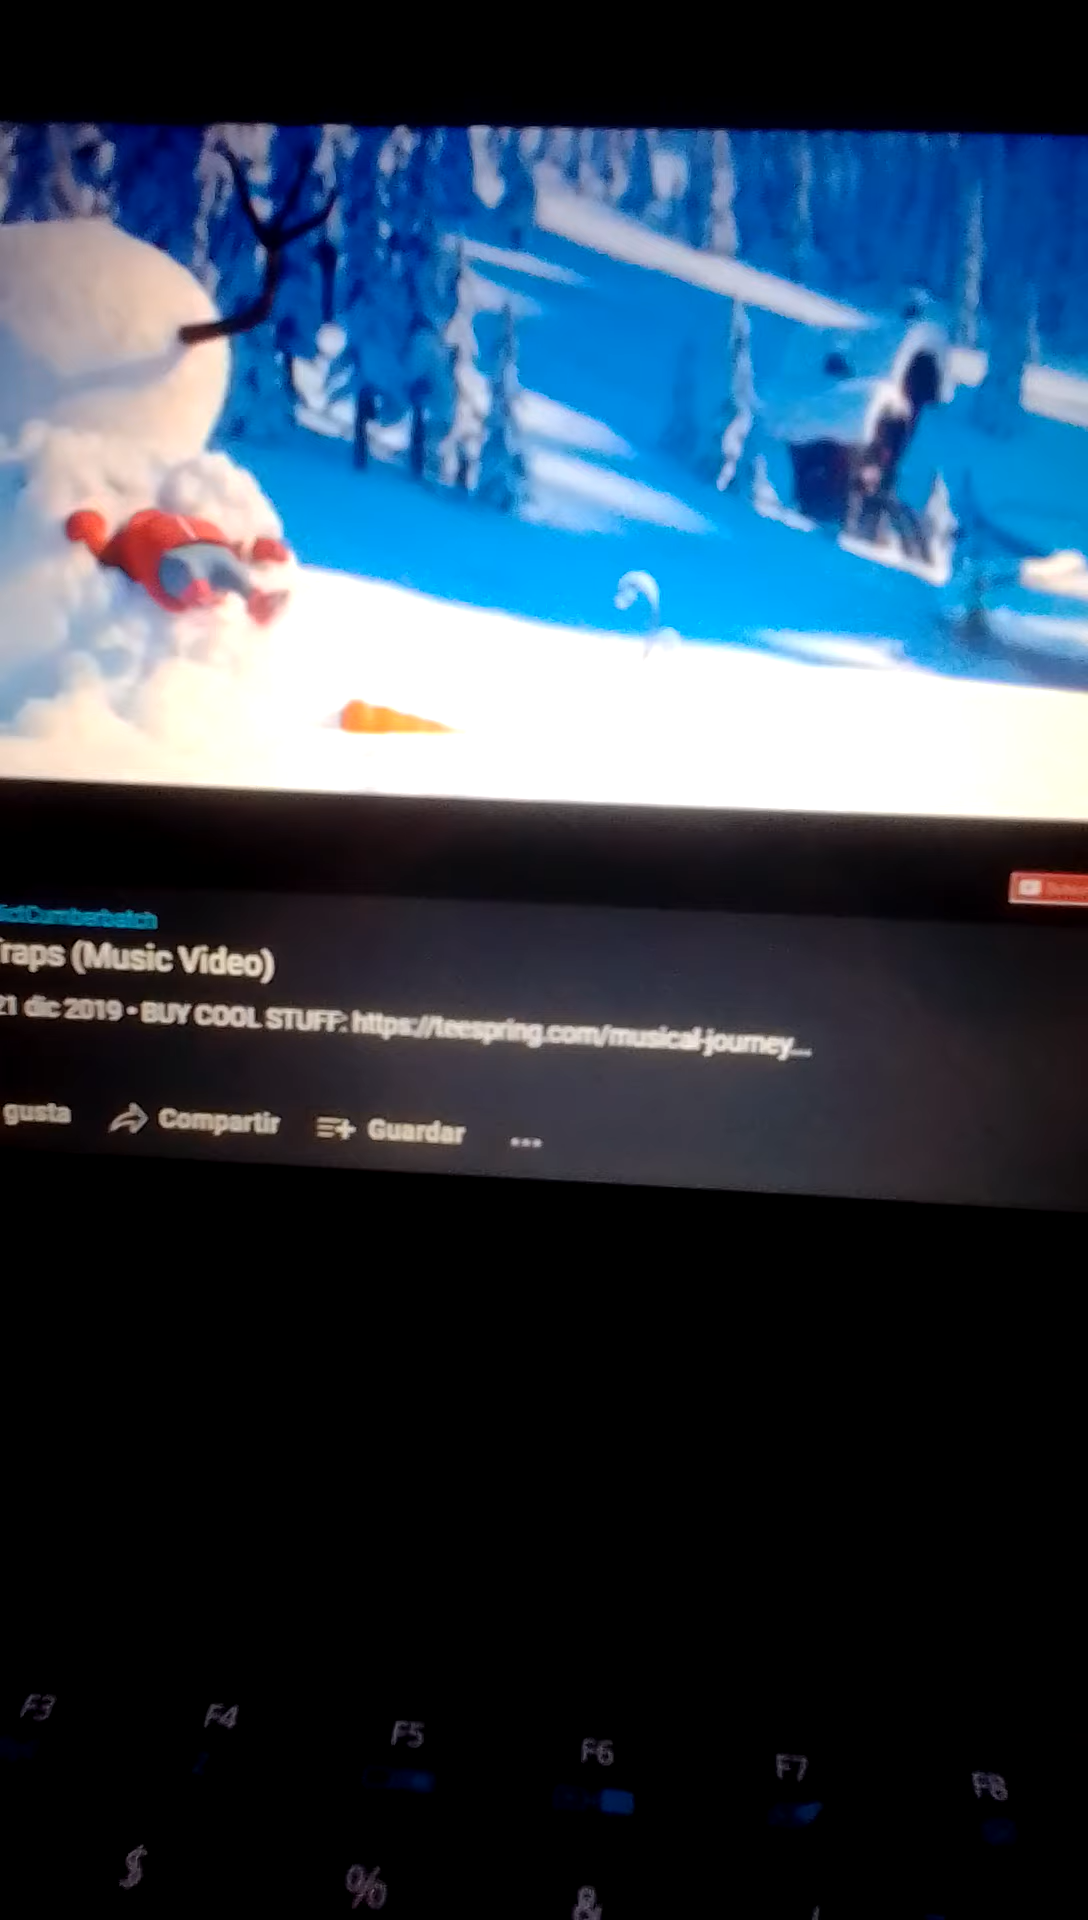 Traps (Music Video)
21 dic 2019 • BUY COOL STUFF: https://teespring.com/musical-journey...
gusta Compartir Guardar ...
F3 F4 F5 F6 F7 F8
$ % &